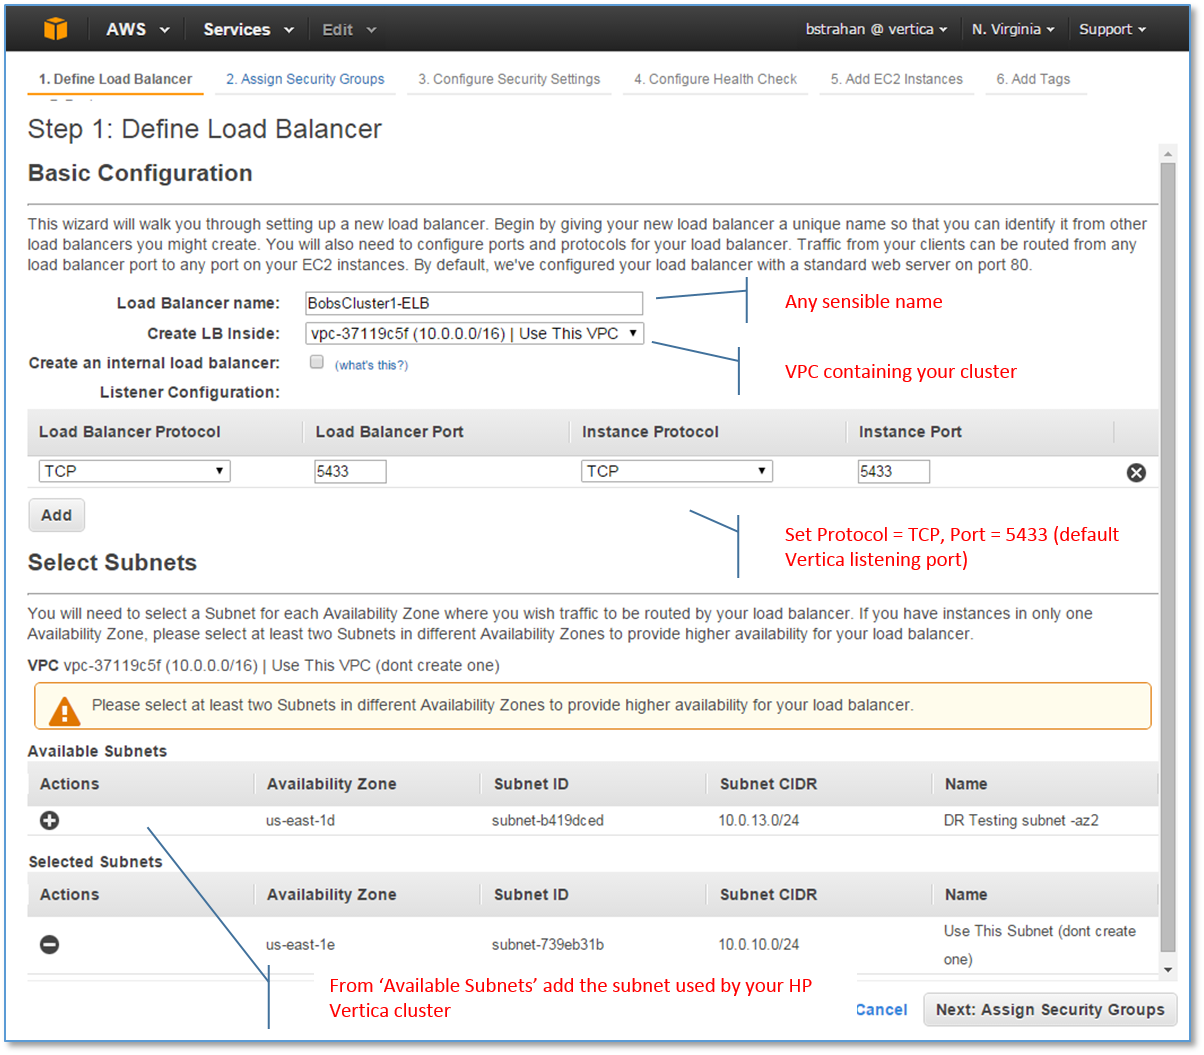 AWS Services Edit bstrahan @ vertica N. Virginia Support
1. Define Load Balancer 2. Assign Security Groups 3. Configure Security Settings 4. Configure Health Check 5. Add EC2 Instances 6. Add Tags
Step 1: Define Load Balancer
Basic Configuration
This wizard will walk you through setting up a new load balancer. Begin by giving your new load balancer a unique name so that you can identify it from other
load balancers you might create. You will also need to configure ports and protocols for your load balancer. Traffic from your clients can be routed from any
load balancer port to any port on your EC2 instances. By default, we've configured your load balancer with a standard web server on port 80.
Load Balancer name: BobsCluster1-ELB
Any sensible name
Create LB Inside: vpc-37119c5f (10.0.0.0/16) | Use This VPC
Create an internal load balancer: (what's this?)
VPC containing your cluster
Listener Configuration:
Load Balancer Protocol Load Balancer Port Instance Protocol Instance Port
TCP 5433 TCP 5433
Add
Set Protocol = TCP, Port = 5433 (default
Vertica listening port)
Select Subnets
You will need to select a Subnet for each Availability Zone where you wish traffic to be routed by your load balancer. If you have instances in only one
Availability Zone, please select at least two Subnets in different Availability Zones to provide higher availability for your load balancer.
VPC vpc-37119c5f (10.0.0.0/16) | Use This VPC (dont create one)
Please select at least two Subnets in different Availability Zones to provide higher availability for your load balancer.
Available Subnets
Actions Availability Zone Subnet ID Subnet CIDR Name
us-east-1d subnet-b419dced 10.0.13.0/24 DR Testing subnet -az2
Selected Subnets
Actions Availability Zone Subnet ID Subnet CIDR Name
us-east-1e subnet-739eb31b 10.0.10.0/24 Use This Subnet (dont create
one)
From ‘Available Subnets’ add the subnet used by your HP
Vertica cluster
Cancel Next: Assign Security Groups